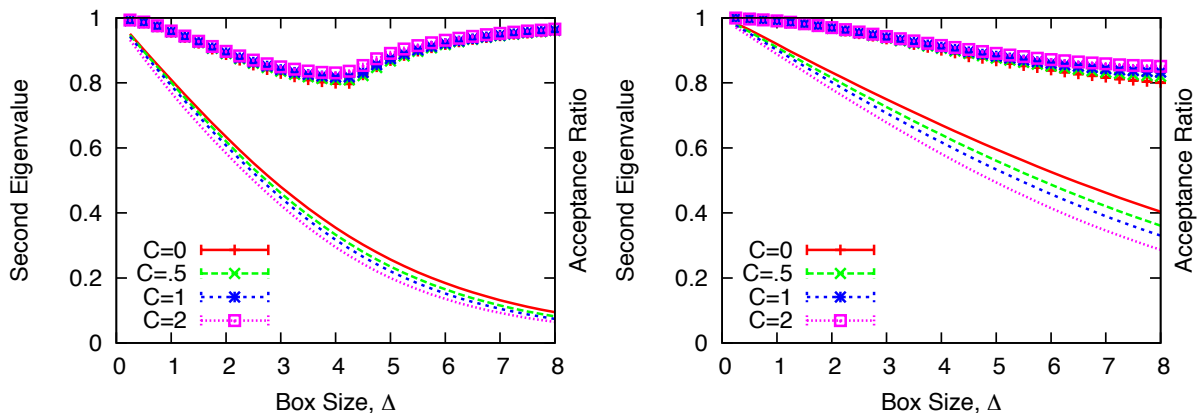 Second Eigenvalue
Acceptance Ratio
1
0.8
0.6
0.4
0.2
0
C=0
C=.5
C=1
C=2
0 1 2 3 4 5 6 7 8
Box Size, Δ
Second Eigenvalue
Acceptance Ratio
1
0.8
0.6
0.4
0.2
0
C=0
C=.5
C=1
C=2
0 1 2 3 4 5 6 7 8
Box Size, Δ